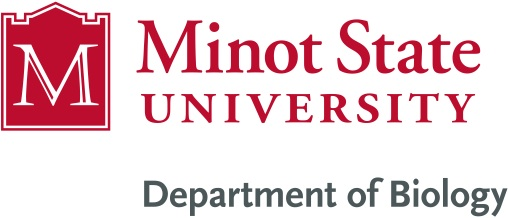 M
Minot State
UNIVERSITY
Department of Biology